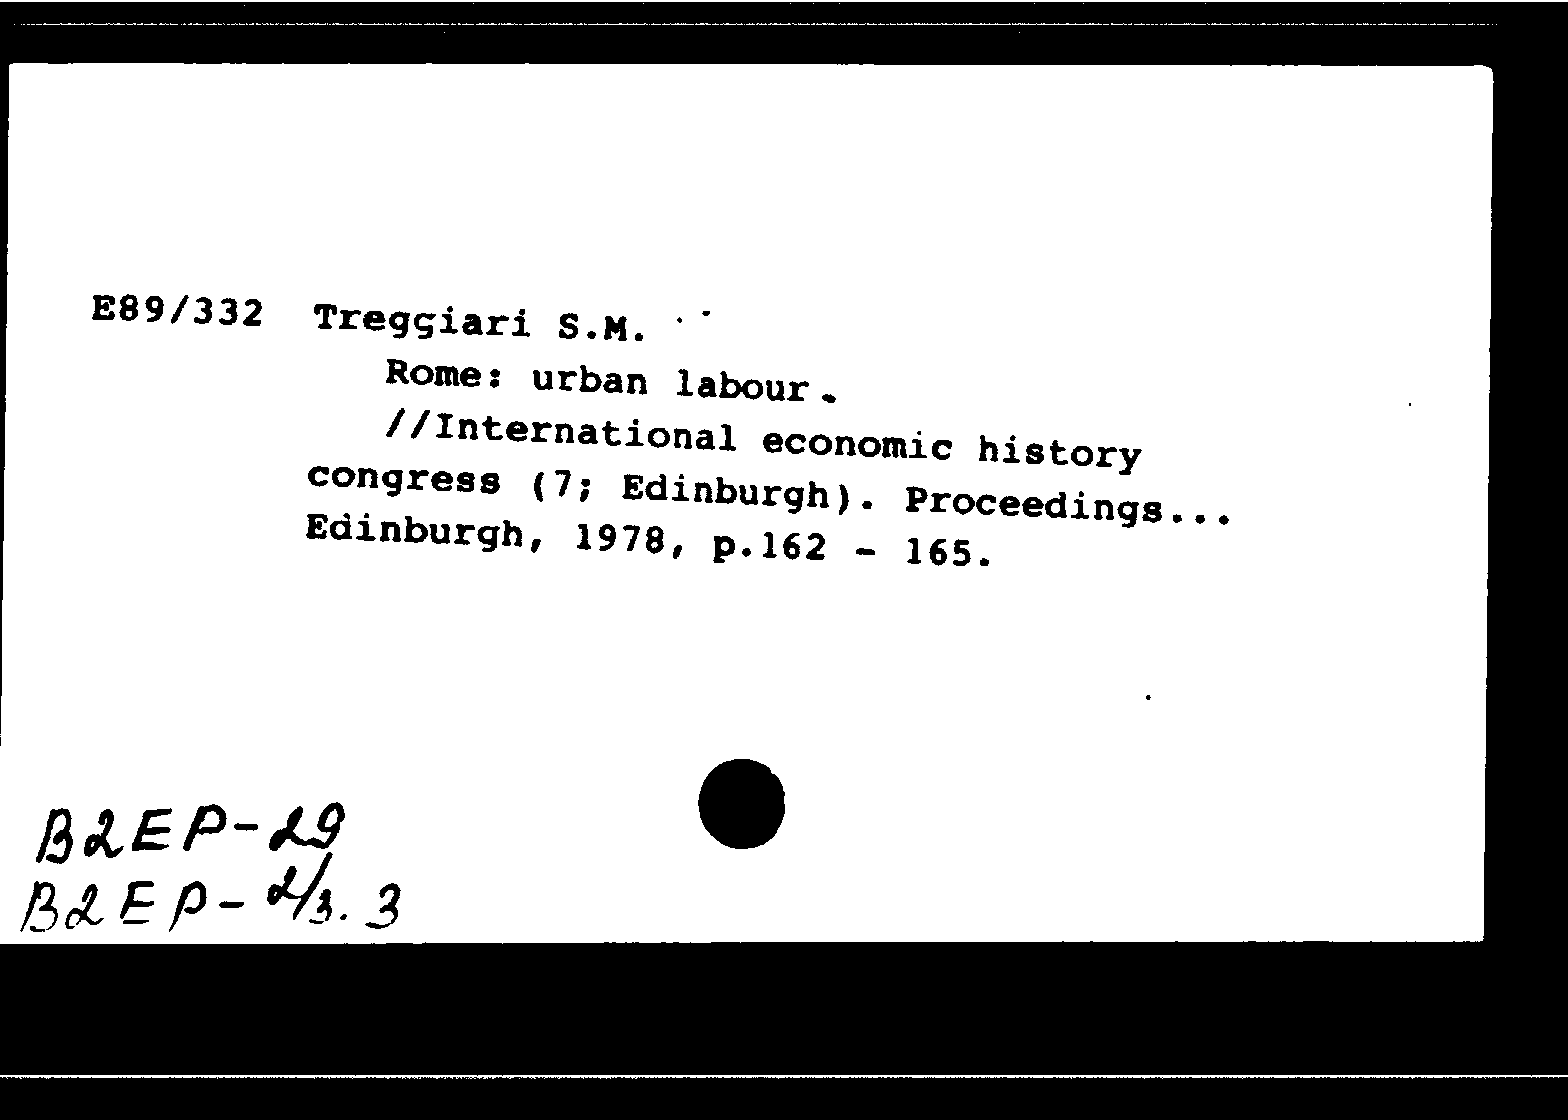 E89/332 Treggiari S.M.
Rome: urban labour.
//International economic history
congress (7; Edinburgh). Proceedings...
Edinburgh, 1978, p.162 - 165.
B2EP-29
B2EP-2/3.3